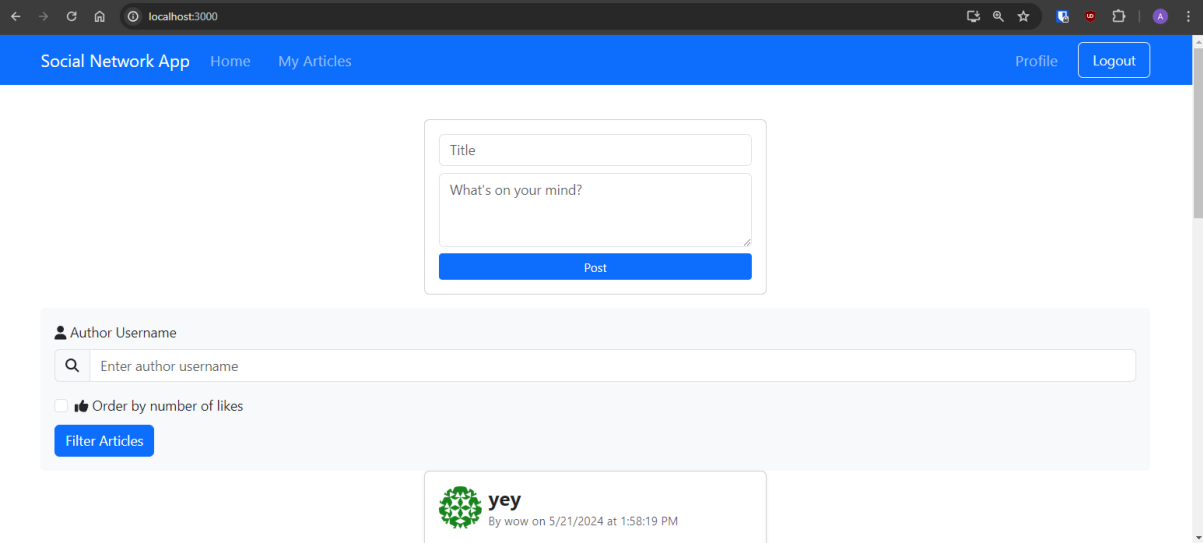 localhost:3000
Social Network App Home My Articles Profile Logout
Title
What's on your mind?
Post
Author Username
Enter author username
Order by number of likes
Filter Articles
yey
By wow on 5/21/2024 at 1:58:19 PM